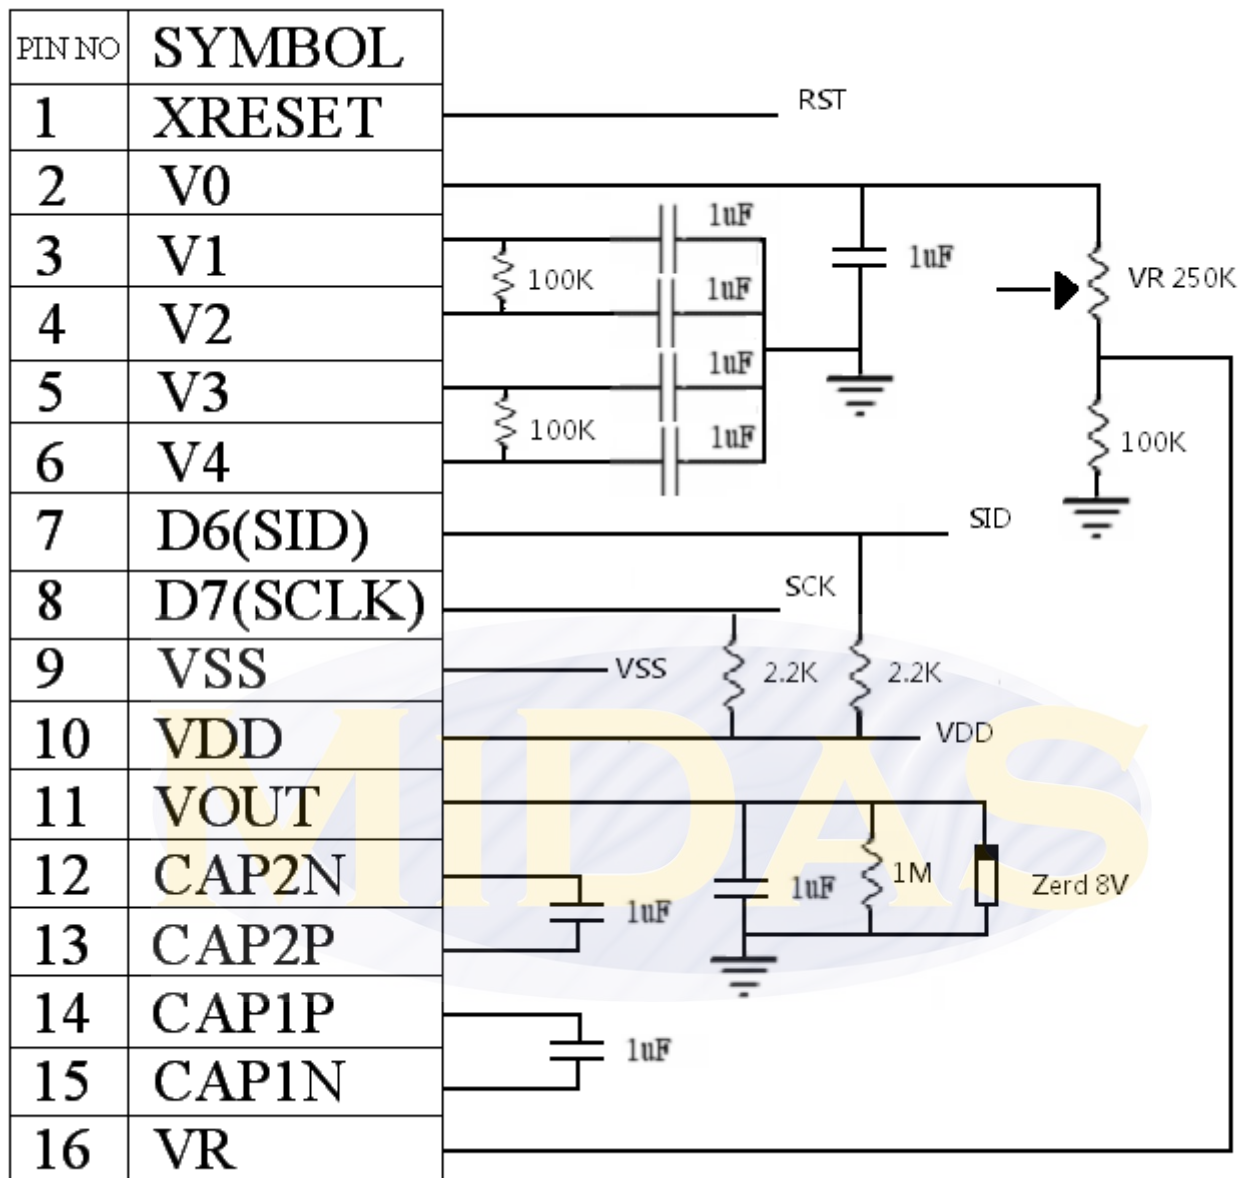 PIN NO SYMBOL
1 XRESET RST
2 V0
1uF
3 V1 1uF
100K 1uF VR 250K
4 V2
1uF
5 V3
100K 1uF 100K
6 V4
7 D6(SID) SID
8 D7(SCLK) SCK
9 VSS VSS 2.2K 2.2K
10 VDD VDD
MIDAS
11 VOUT
12 CAP2N 1uF 1M Zerd 8V
1uF
13 CAP2P
14 CAP1P
1uF
15 CAP1N
16 VR